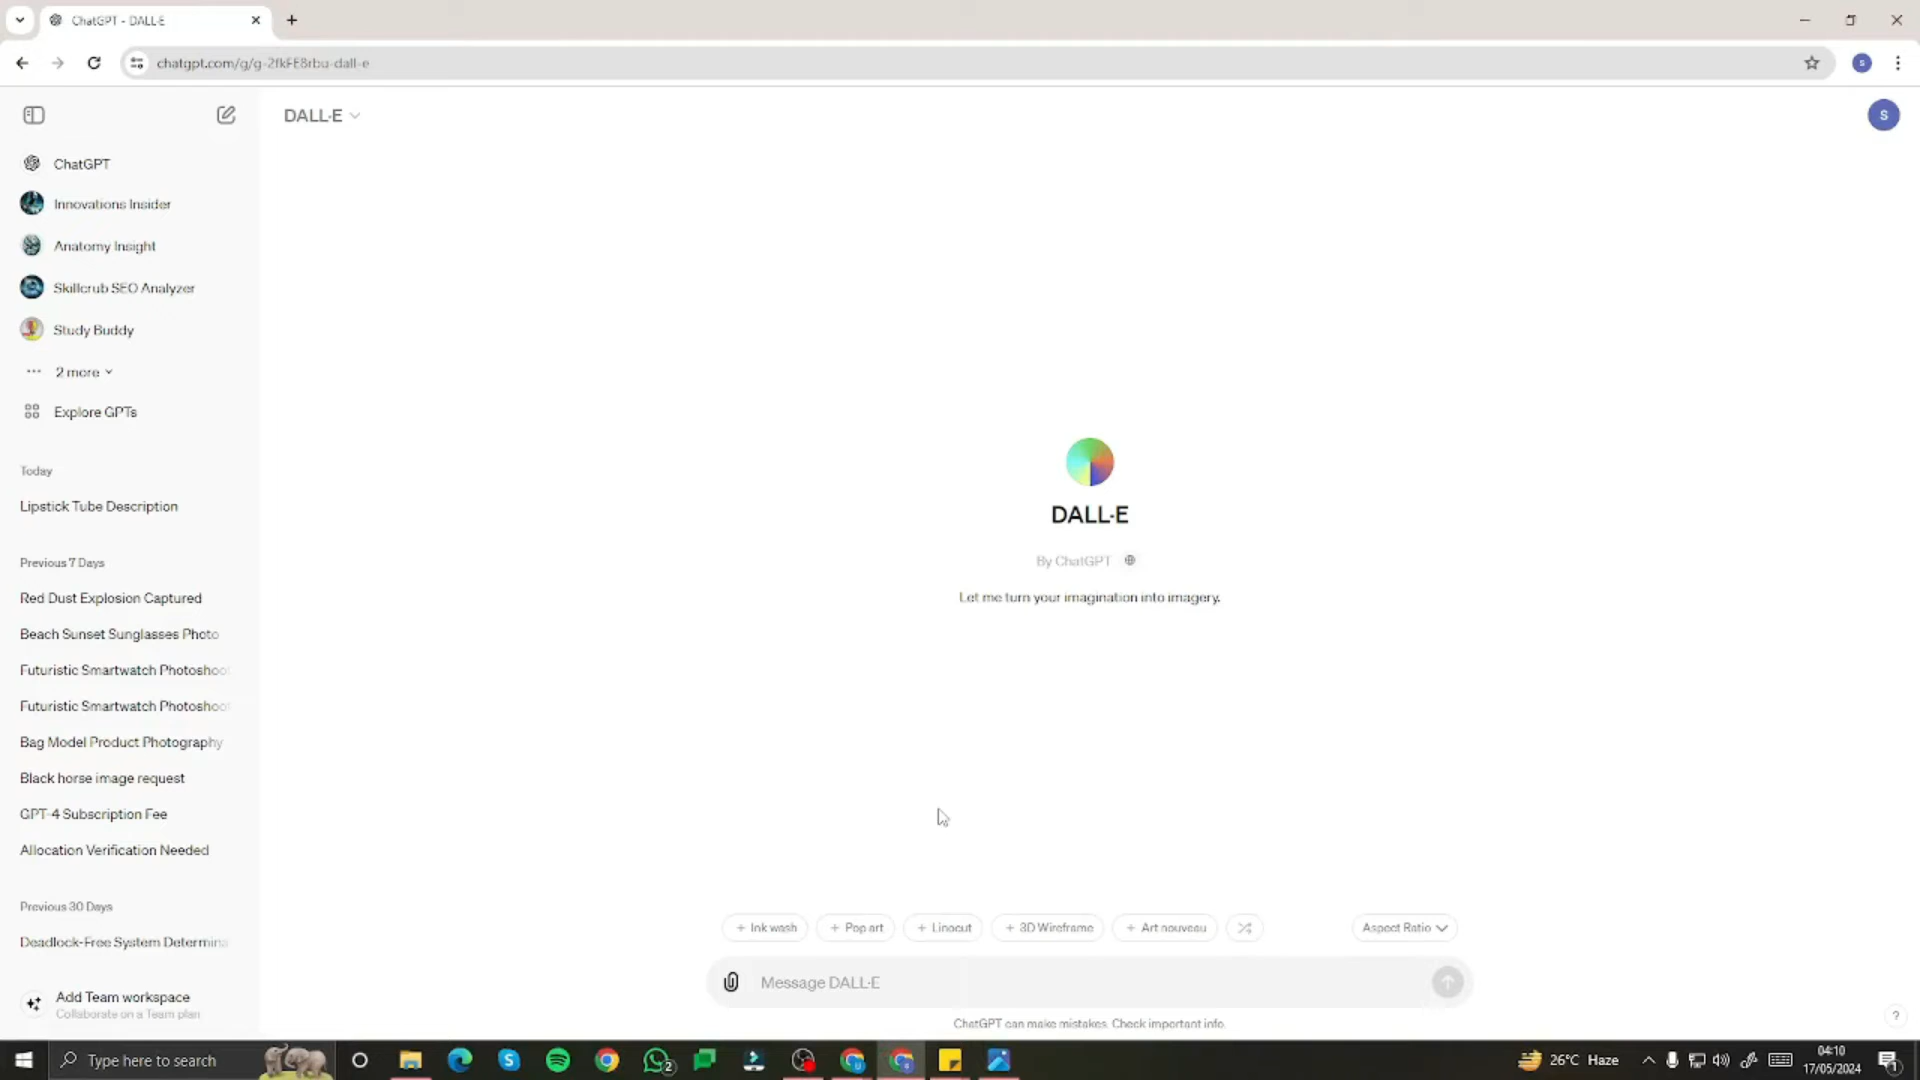 ChatGPT - DALL·E
chatgpt.com/g/g-2fkFE8rbu-dall-e
S
DALL·E
S
ChatGPT
Innovations Insider
Anatomy Insight
Skillcrub SEO Analyzer
Study Buddy
2 more
Explore GPTs
Today
Lipstick Tube Description
Previous 7 Days
Red Dust Explosion Captured
Beach Sunset Sunglasses Photo
Futuristic Smartwatch Photoshoot
Futuristic Smartwatch Photoshoot
Bag Model Product Photography
Black horse image request
GPT-4 Subscription Fee
Allocation Verification Needed
Previous 30 Days
Deadlock-Free System Determina
Add Team workspace
Collaborate on a Team plan
DALL·E
By ChatGPT
Let me turn your imagination into imagery.
+ Ink wash + Pop art + Linocut + 3D Wireframe + Art nouveau Aspect Ratio
Message DALL·E
ChatGPT can make mistakes. Check important info.
?
Type here to search
2
26°C Haze
04:10
17/05/2024
1